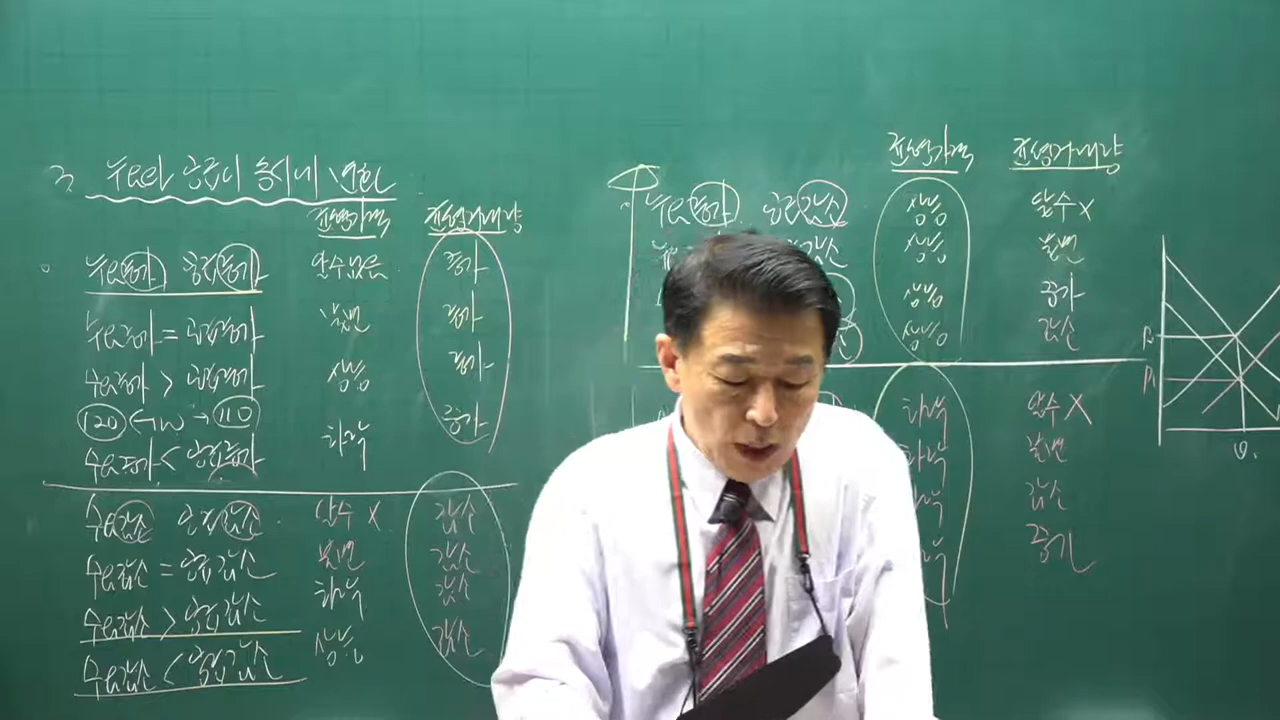 3. 수요와 공급이 동시에 변화
균형가격 균형거래량
수요증가 공급증가 알수없음 증가
수요증가 = 공급증가 불변 증가
수요증가 > 공급증가 상승 증가
120 ← → 110
수요증가 < 공급증가 하락 증가
수요감소 공급감소 알수 X 감소
수요감소 = 공급감소 불변 감소
수요감소 > 공급감소 하락 감소
수요감소 < 공급감소 상승 감소
균형가격 균형거래량
수요증가 공급감소 상승 알수 X
상승 불변
상승 증가
상승 감소
하락 알수 X
하락 불변
감소
증가
P₁